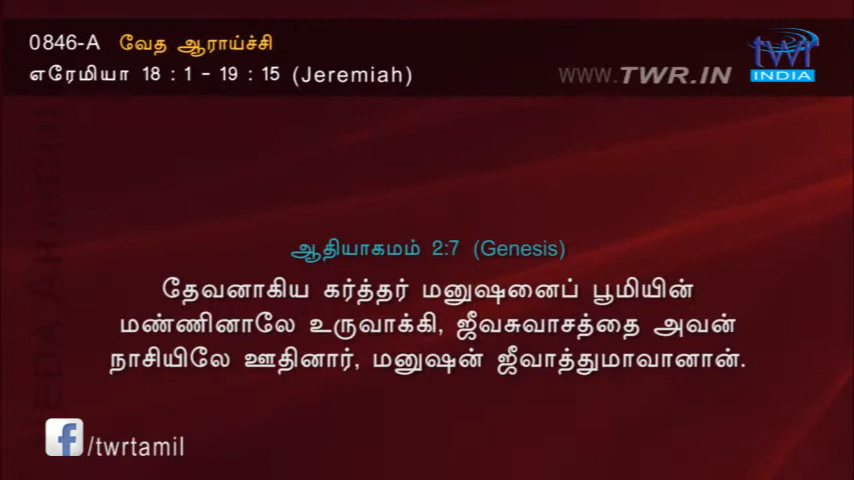 0846-A வேத ஆராய்ச்சி
எரேமியா 18 : 1 - 19 : 15 (Jeremiah)
WWW.TWR.IN
twr
INDIA
ஆதியாகமம் 2:7 (Genesis)
தேவனாகிய கர்த்தர் மனுஷனைப் பூமியின்
மண்ணினாலே உருவாக்கி, ஜீவசுவாசத்தை அவன்
நாசியிலே ஊதினார், மனுஷன் ஜீவாத்துமாவானான்.
f/twrtamil